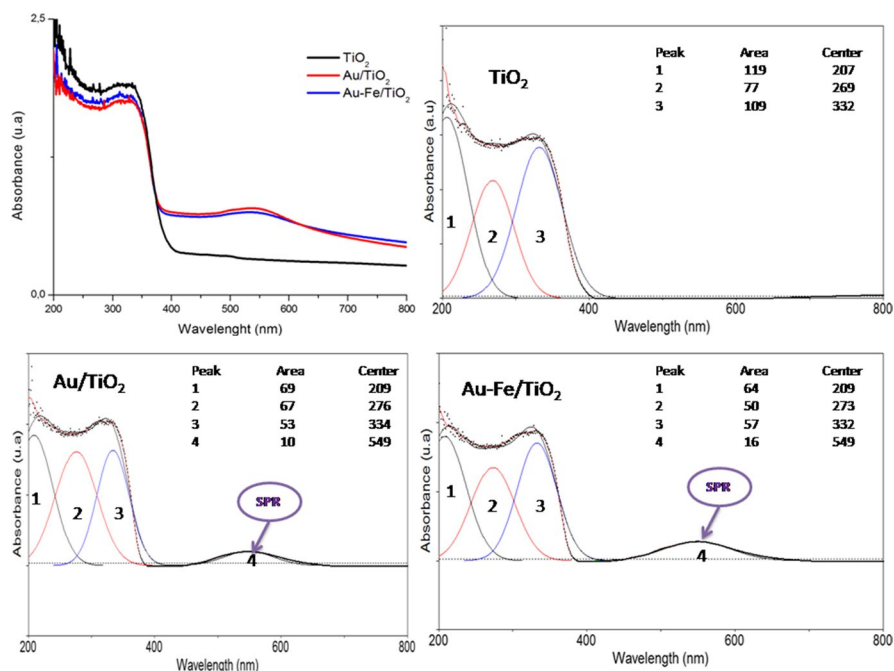 2,5
TiO2
Au/TiO2
Au-Fe/TiO2
Absorbance (u.a)
0,0
200 300 400 500 600 700 800
Wavelenght (nm)
TiO2
Peak Area Center
1 119 207
2 77 269
3 109 332
Absorbance (a.u)
1 2 3
200 400 600 800
Wavelength (nm)
Au/TiO2
Peak Area Center
1 69 209
2 67 276
3 53 334
4 10 549
Absorbance (u.a)
SPR
1 2 3 4
200 400 600 800
Wavelength (nm)
Au-Fe/TiO2
Peak Area Center
1 64 209
2 50 273
3 57 332
4 16 549
Absorbance (u.a)
SPR
1 2 3 4
200 400 600 800
Wavelength (nm)